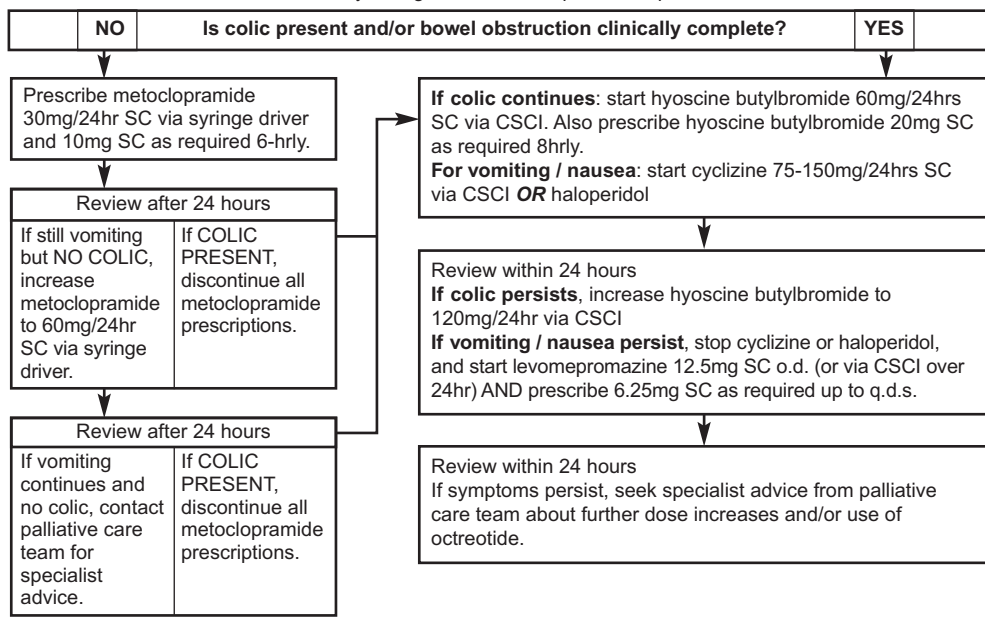 NO
Is colic present and/or bowel obstruction clinically complete?
YES
Prescribe metoclopramide
30mg/24hr SC via syringe driver
and 10mg SC as required 6-hrly.
Review after 24 hours
If still vomiting
but NO COLIC,
increase
metoclopramide
to 60mg/24hr
SC via syringe
driver.
If COLIC
PRESENT,
discontinue all
metoclopramide
prescriptions.
Review after 24 hours
If vomiting
continues and
no colic, contact
palliative care
team for
specialist
advice.
If COLIC
PRESENT,
discontinue all
metoclopramide
prescriptions.
If colic continues: start hyoscine butylbromide 60mg/24hrs
SC via CSCI. Also prescribe hyoscine butylbromide 20mg SC
as required 8hrly.
For vomiting / nausea: start cyclizine 75-150mg/24hrs SC
via CSCI OR haloperidol
Review within 24 hours
If colic persists, increase hyoscine butylbromide to
120mg/24hr via CSCI
If vomiting / nausea persist, stop cyclizine or haloperidol,
and start levomepromazine 12.5mg SC o.d. (or via CSCI over
24hr) AND prescribe 6.25mg SC as required up to q.d.s.
Review within 24 hours
If symptoms persist, seek specialist advice from palliative
care team about further dose increases and/or use of
octreotide.